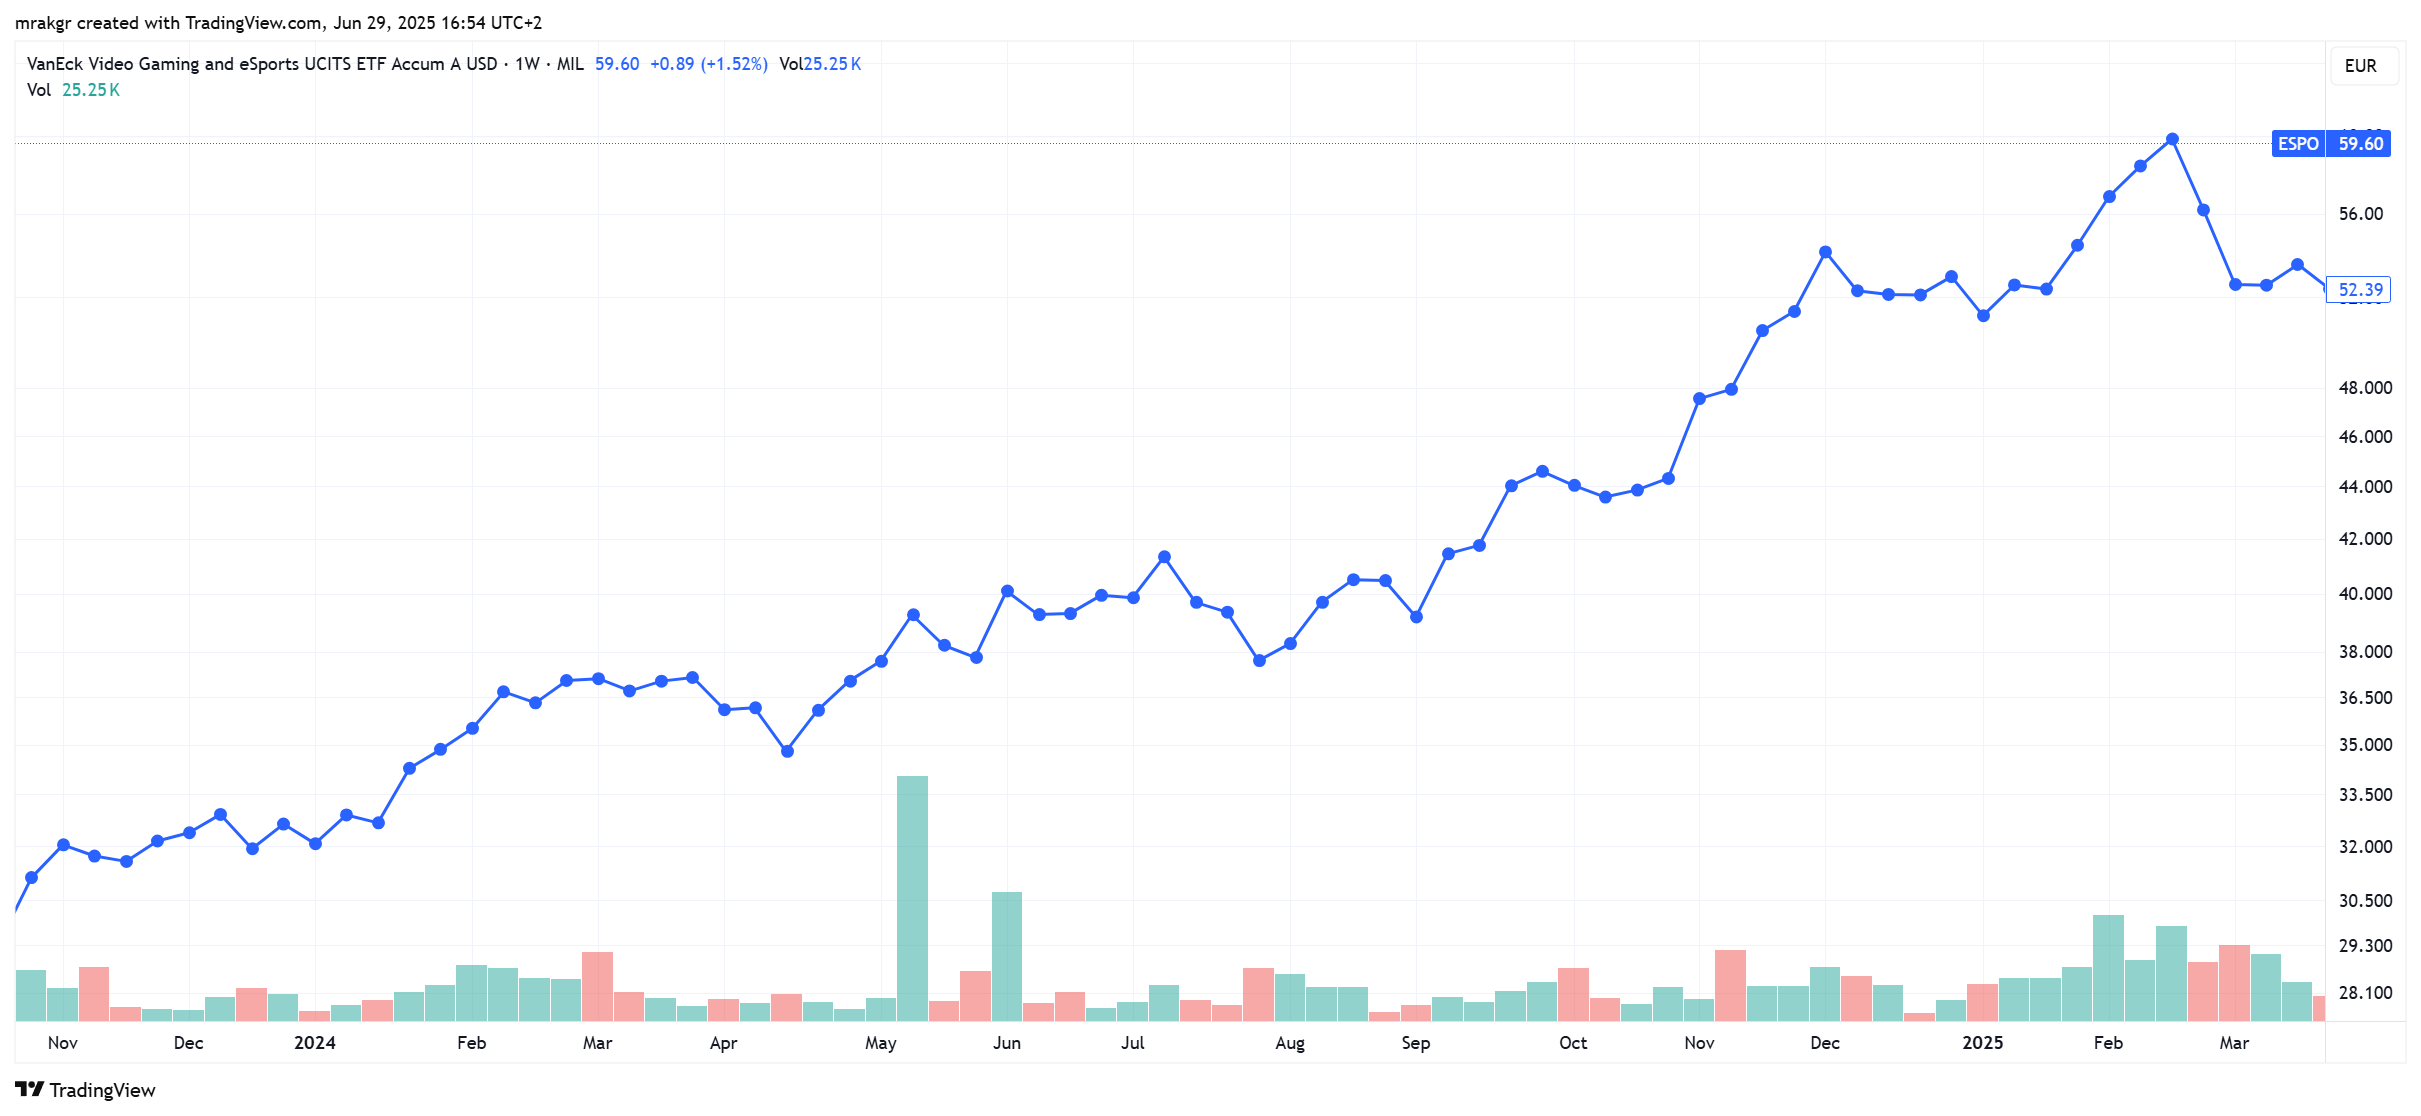 mrakgr created with TradingView.com, Jun 29, 2025 16:54 UTC+2
VanEck Video Gaming and eSports UCITS ETF Accum A USD · 1W · MIL 59.60 +0.89 (+1.52%) Vol25.25K
Vol 25.25K
EUR
ESPO 59.60
56.00
52.39
48.000
46.000
44.000
42.000
40.000
38.000
36.500
35.000
33.500
32.000
30.500
29.300
28.100
Nov Dec 2024 Feb Mar Apr May Jun Jul Aug Sep Oct Nov Dec 2025 Feb Mar
TradingView